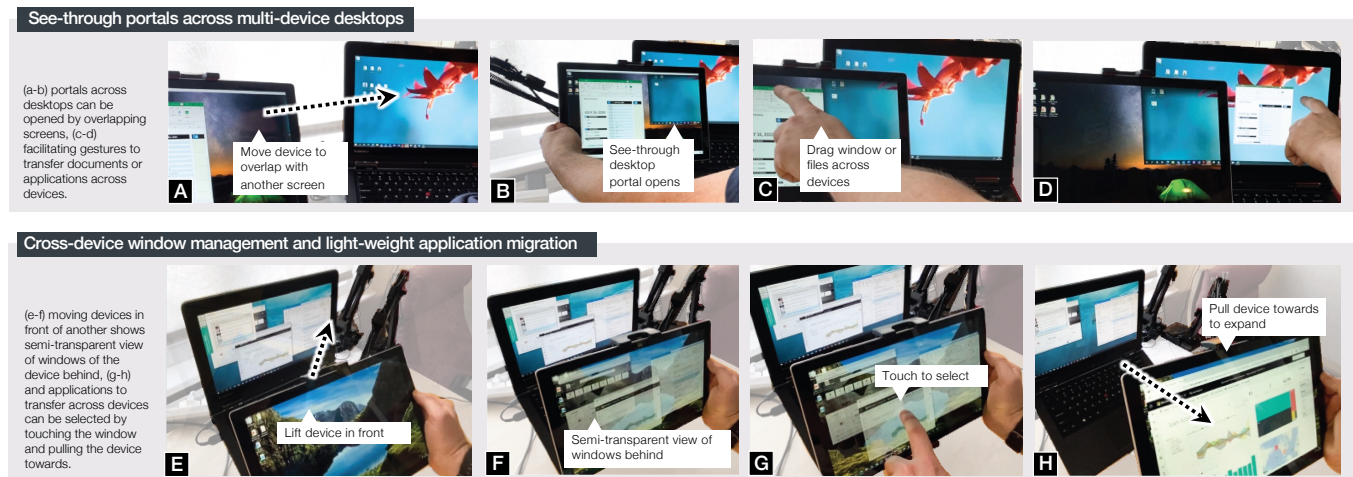 See-through portals across multi-device desktops
(a-b) portals across
desktops can be
opened by overlapping
screens, (c-d)
facilitating gestures to
transfer documents or
applications across
devices.
Move device to
overlap with
another screen
A
See-through
desktop
portal opens
B
Drag window or
files across
devices
C
D
Cross-device window management and light-weight application migration
(e-f) moving devices in
front of another shows
semi-transparent view
of windows of the
device behind, (g-h)
and applications to
transfer across devices
can be selected by
touching the window
and pulling the device
towards.
Lift device in front
E
Semi-transparent view of
windows behind
F
Touch to select
G
Pull device towards
to expand
H